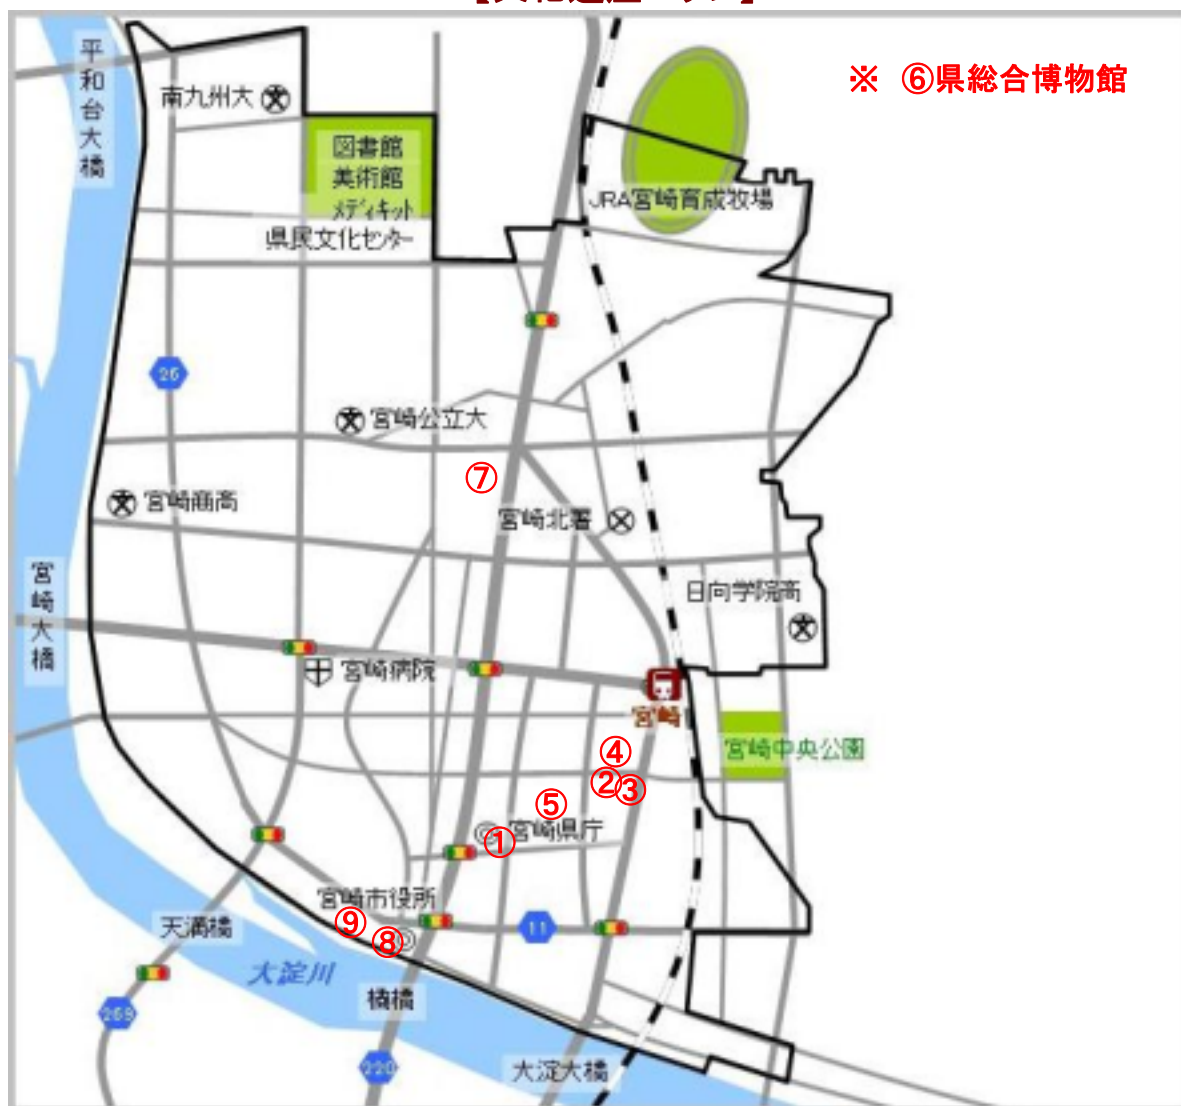 ※ ⑥県総合博物館
平和台大橋
南九州大
図書館
美術館
メディキット
県民文化センター
JRA宮崎育成牧場
宮崎公立大
⑦
宮崎商高
宮崎北署
宮崎大橋
日向学院高
宮崎病院
宮崎
宮崎中央公園
④
②
③
⑤
宮崎県庁
①
宮崎市役所
⑨
⑧
11
天満橋
大淀川
橘橋
269
220
大淀大橋